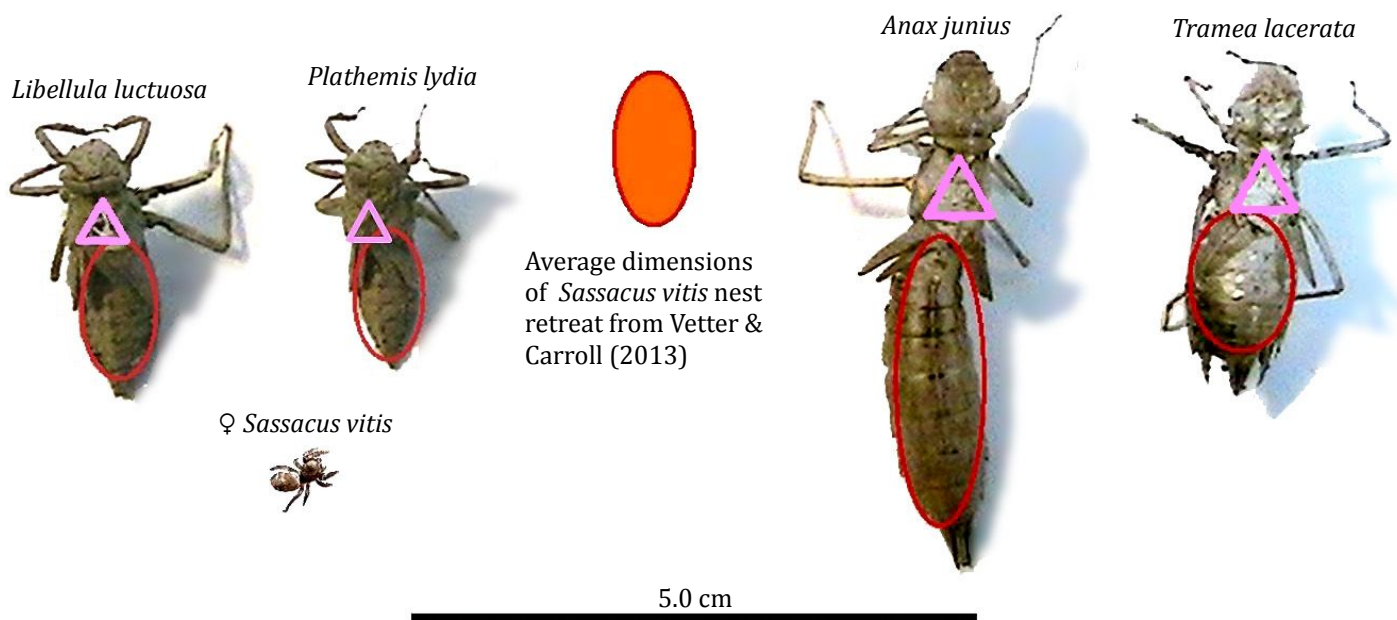 Libellula luctuosa
Plathemis lydia
Anax junius
Tramea lacerata
Average dimensions
of Sassacus vitis nest
retreat from Vetter &
Carroll (2013)
♀ Sassacus vitis
5.0 cm